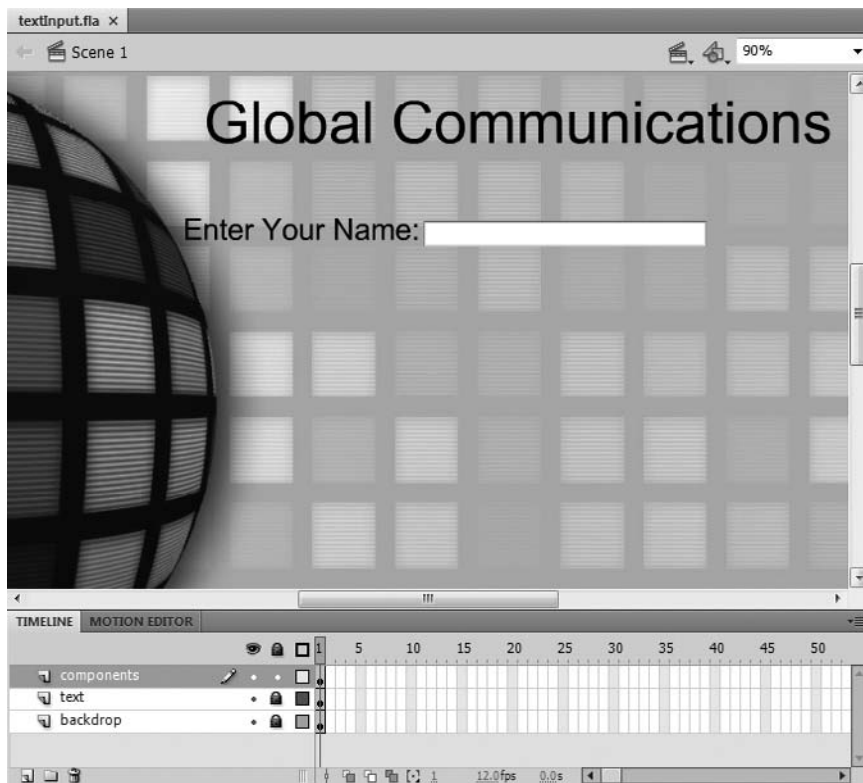 textInput.fla ×
Scene 1
90%
Global Communications
Enter Your Name:
TIMELINE MOTION EDITOR
1 5 10 15 20 25 30 35 40 45 50
components
text
backdrop
1 12.0fps 0.0s